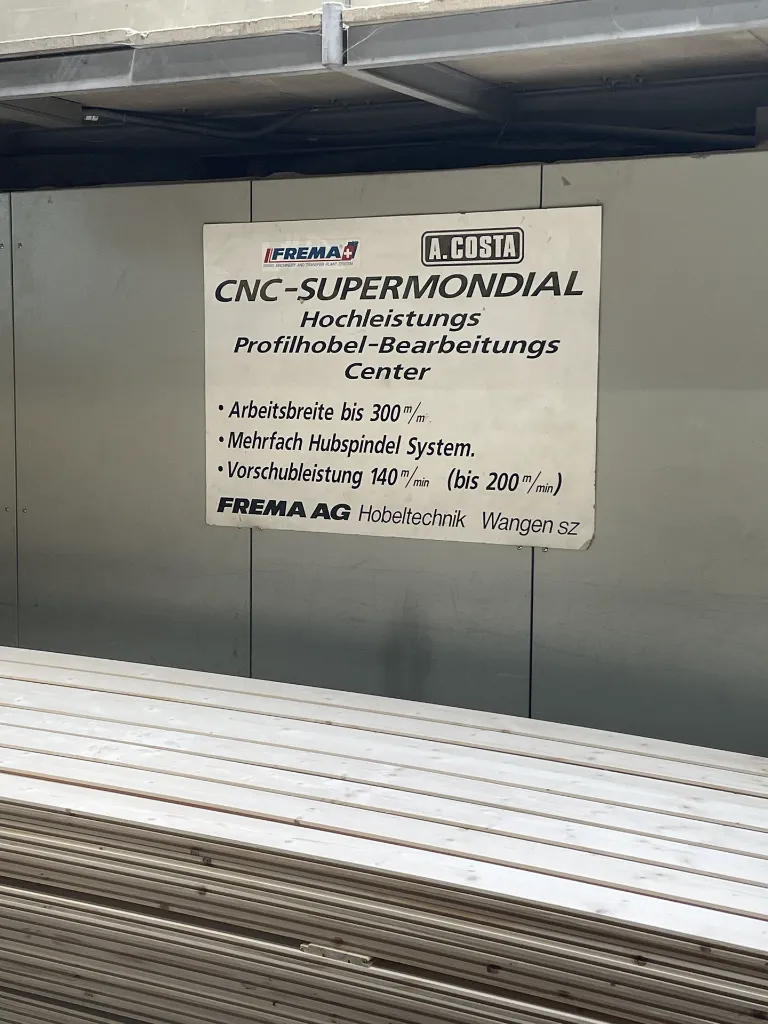 FREMA
A. COSTA
CNC-SUPERMONDIAL
Hochleistungs
Profilhobel-Bearbeitungs
Center
• Arbeitsbreite bis 300 m/m
• Mehrfach Hubspindel System.
• Vorschubleistung 140 m/min (bis 200 m/min)
FREMA AG Hobeltechnik Wangen SZ